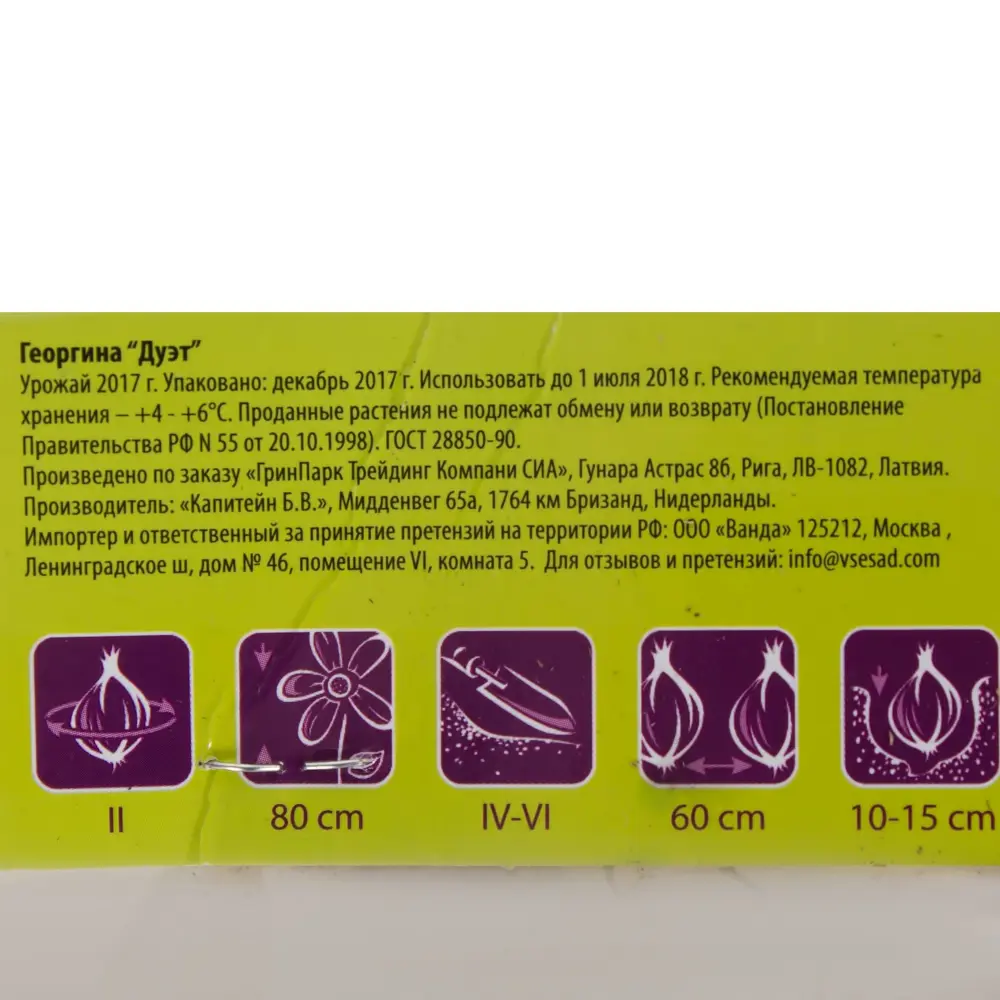 Георгина “Дуэт”
Урожай 2017 г. Упаковано: декабрь 2017 г. Использовать до 1 июля 2018 г. Рекомендуемая температура
хранения – +4 - +6°С. Проданные растения не подлежат обмену или возврату (Постановление
Правительства РФ N 55 от 20.10.1998). ГОСТ 28850-90.
Произведено по заказу «ГринПарк Трейдинг Компани СИА», Гунара Астрас 8б, Рига, ЛВ-1082, Латвия.
Производитель: «Капитейн Б.В.», Мидденвег 65а, 1764 км Бризанд, Нидерланды.
Импортер и ответственный за принятие претензий на территории РФ: ООО «Ванда» 125212, Москва ,
Ленинградское ш, дом № 46, помещение VI, комната 5. Для отзывов и претензий: info@vsesad.com
II 80 cm IV-VI 60 cm 10-15 cm